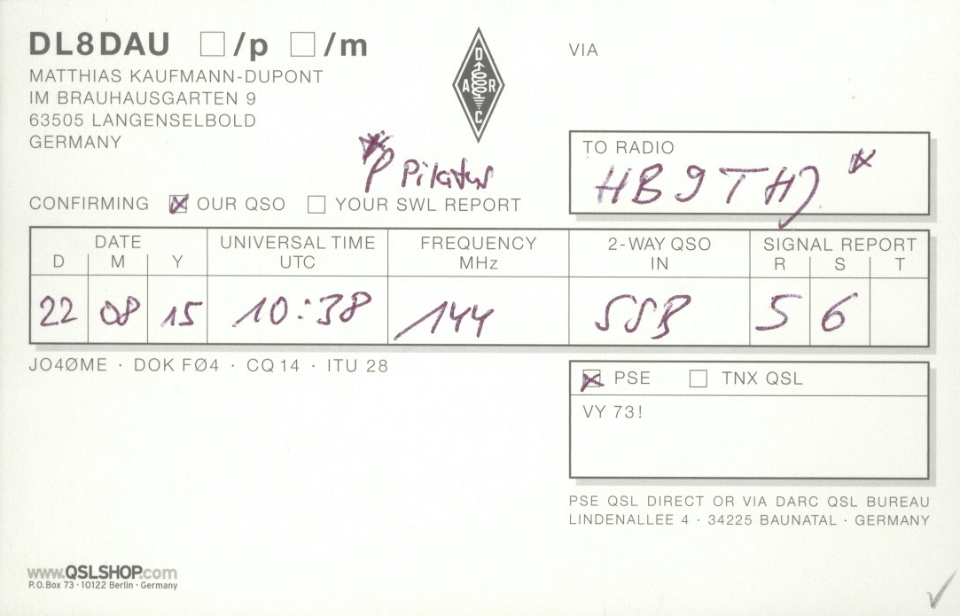 DL8DAU □/p □/m
MATTHIAS KAUFMANN-DUPONT
IM BRAUHAUSGARTEN 9
63505 LANGENSELBOLD
GERMANY
D
A R
C
VIA
*P Pilatus
TO RADIO
HB9THJ *
CONFIRMING ☒ OUR QSO □ YOUR SWL REPORT
DATE UNIVERSAL TIME FREQUENCY 2-WAY QSO SIGNAL REPORT
D M Y UTC MHz IN R S T
22 08 15 10:38 144 SSB 5 6
JO4ØME · DOK FØ4 · CQ 14 · ITU 28
☒ PSE □ TNX QSL
VY 73!
PSE QSL DIRECT OR VIA DARC QSL BUREAU
LINDENALLEE 4 · 34225 BAUNATAL · GERMANY
www.QSLSHOP.com
P.O.Box 73 · 10122 Berlin · Germany